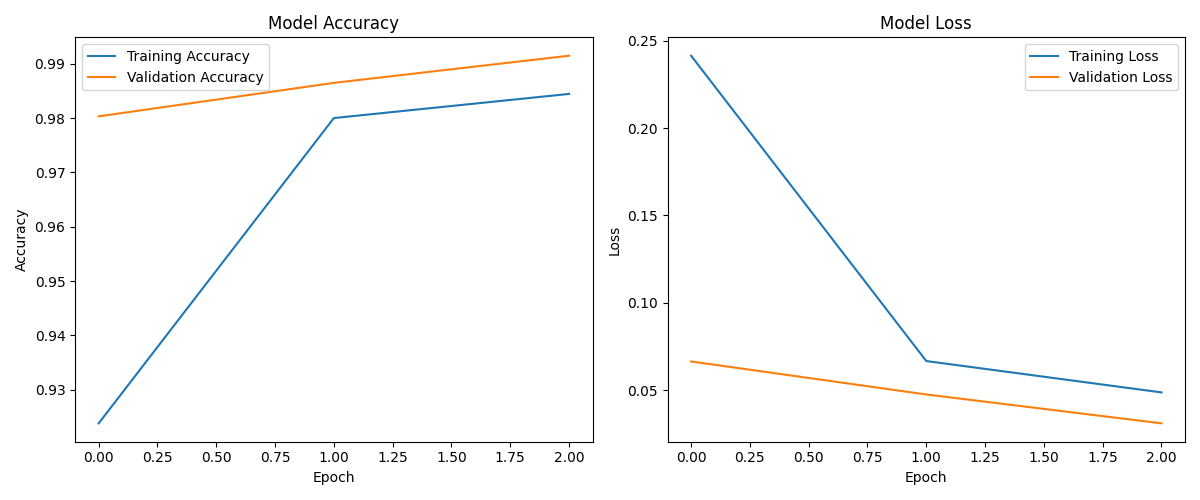 Model Accuracy
Training Accuracy
Validation Accuracy
0.99
0.98
0.97
0.96
0.95
0.94
0.93
Accuracy
0.00 0.25 0.50 0.75 1.00 1.25 1.50 1.75 2.00
Epoch
Model Loss
Training Loss
Validation Loss
0.25
0.20
0.15
0.10
0.05
Loss
0.00 0.25 0.50 0.75 1.00 1.25 1.50 1.75 2.00
Epoch